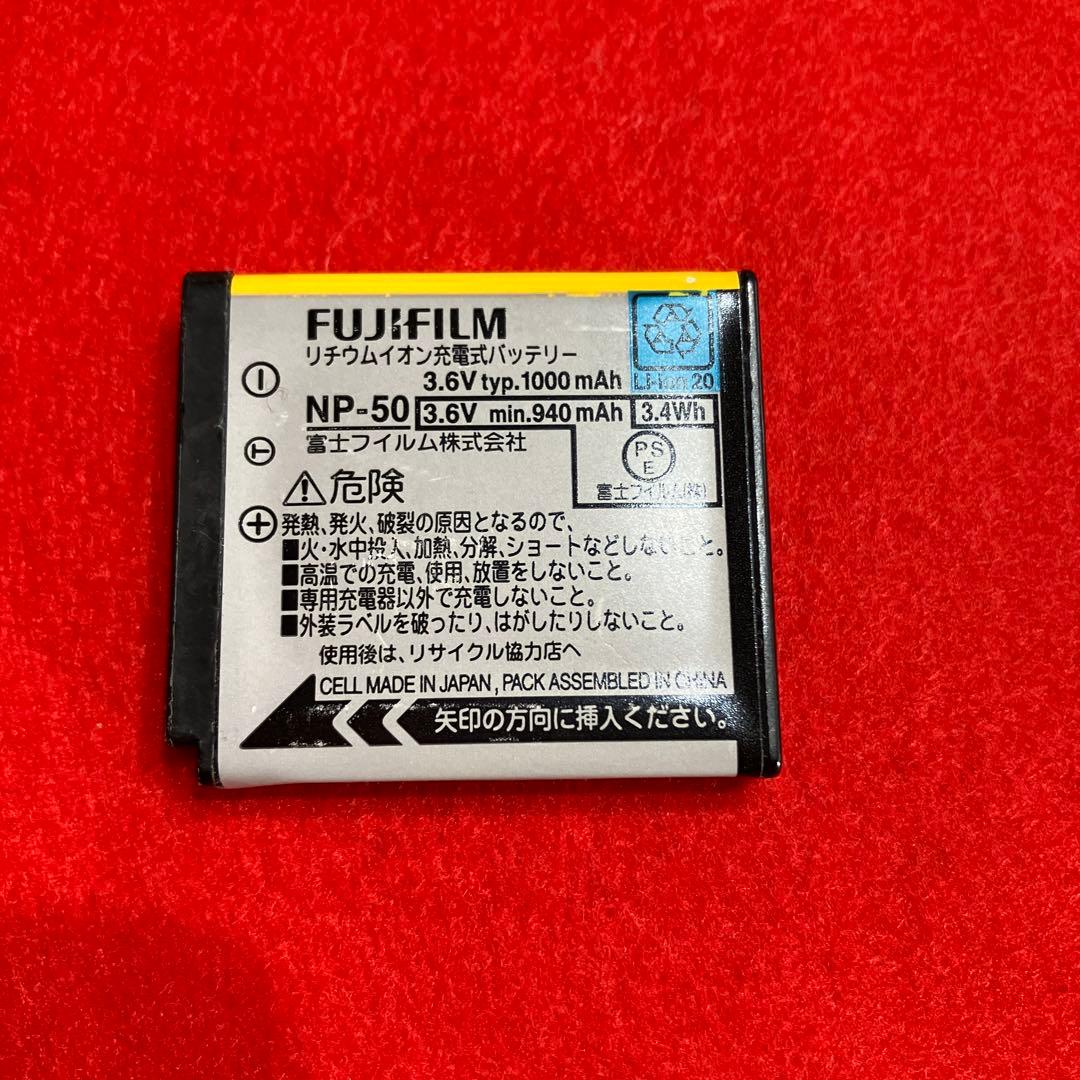 FUJIFILM
リチウムイオン充電式バッテリー
3.6V typ.1000 mAh
Li-ion 20
NP-50 3.6V min.940 mAh 3.4Wh
富士フイルム株式会社
PS
E
富士フイルム(株)
⚠危険
発熱、発火、破裂の原因となるので、
■火・水中投入、加熱、分解、ショートなどしないこと。
■高温での充電、使用、放置をしないこと。
■専用充電器以外で充電しないこと。
■外装ラベルを破ったり、はがしたりしないこと。
使用後は、リサイクル協力店へ
CELL MADE IN JAPAN , PACK ASSEMBLED IN CHINA
矢印の方向に挿入ください。
−
T
+